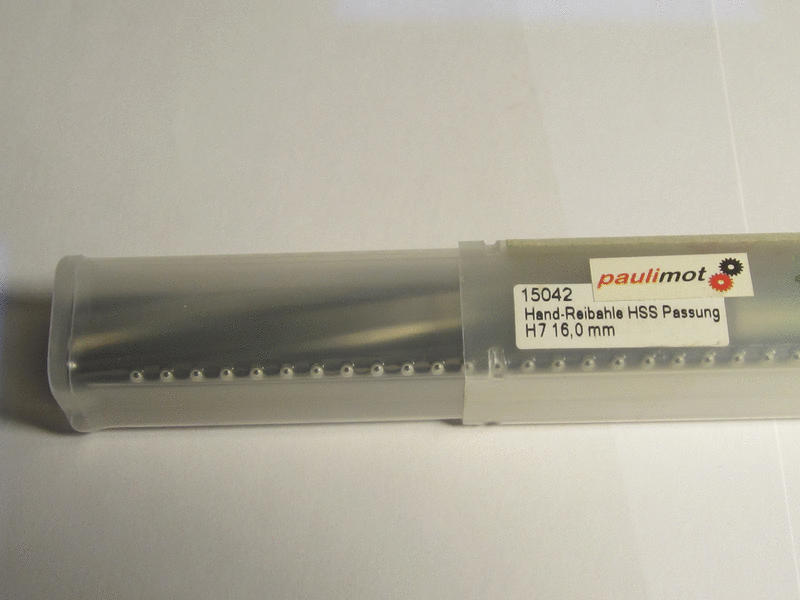 paulimot
15042
Hand-Reibahle HSS Passung
H7 16,0 mm